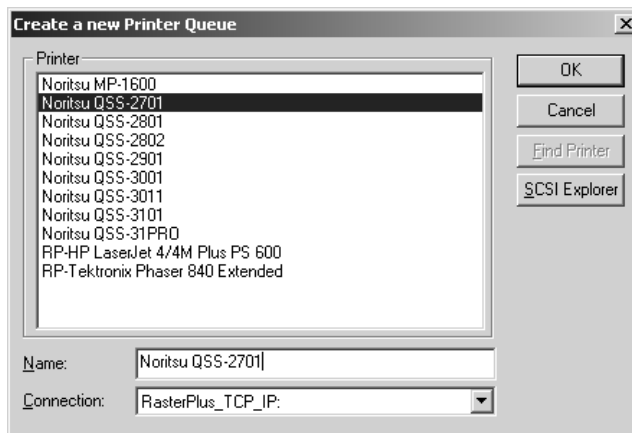 Create a new Printer Queue
Printer
Noritsu MP-1600
Noritsu QSS-2701
Noritsu QSS-2801
Noritsu QSS-2802
Noritsu QSS-2901
Noritsu QSS-3001
Noritsu QSS-3011
Noritsu QSS-3101
Noritsu QSS-31PRO
RP-HP LaserJet 4/4M Plus PS 600
RP-Tektronix Phaser 840 Extended
OK
Cancel
Find Printer
SCSI Explorer
Name: Noritsu QSS-2701
Connection: RasterPlus_TCP_IP: